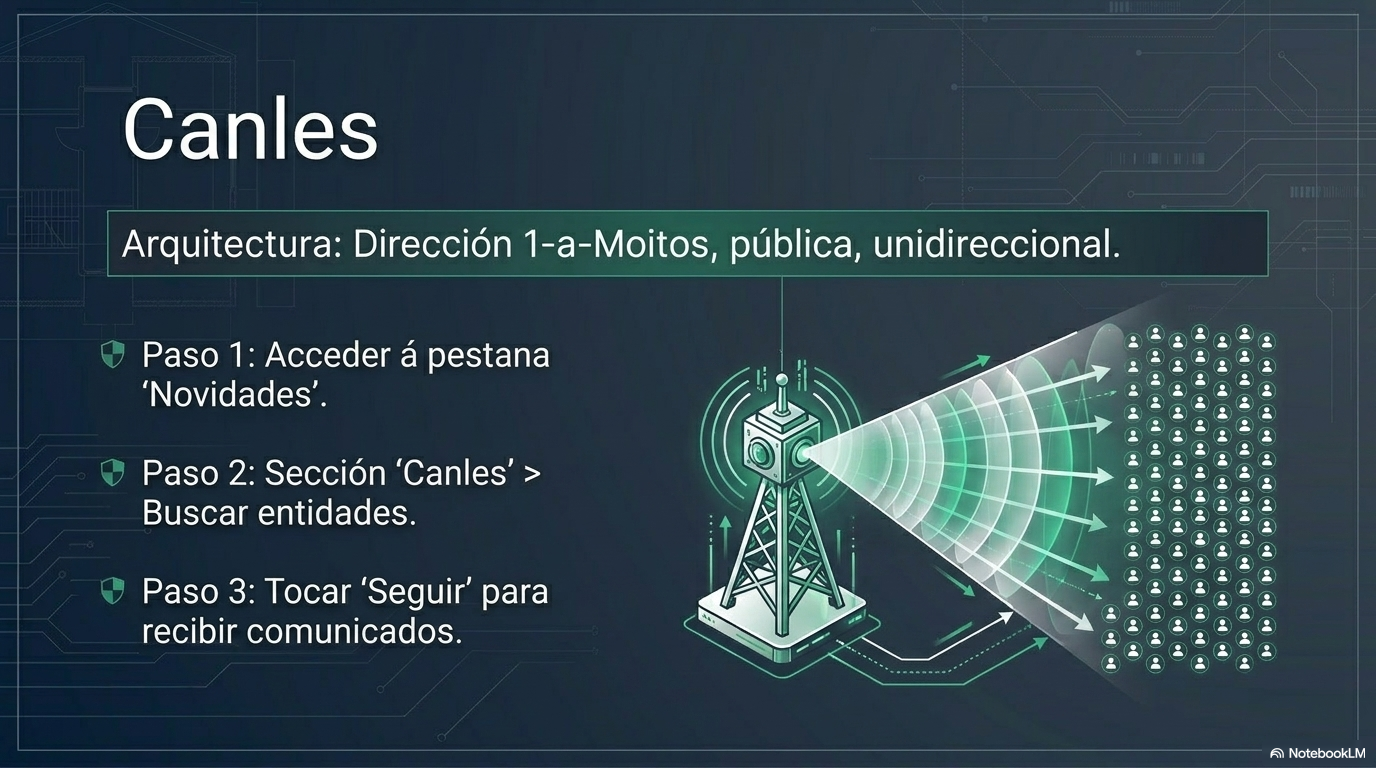 Canles
Arquitectura: Dirección 1-a-Moitos, pública, unidireccional.
Paso 1: Acceder á pestana
‘Novidades’.
Paso 2: Sección ‘Canles’ >
Buscar entidades.
Paso 3: Tocar ‘Seguir’ para
recibir comunicados.
NotebookLM